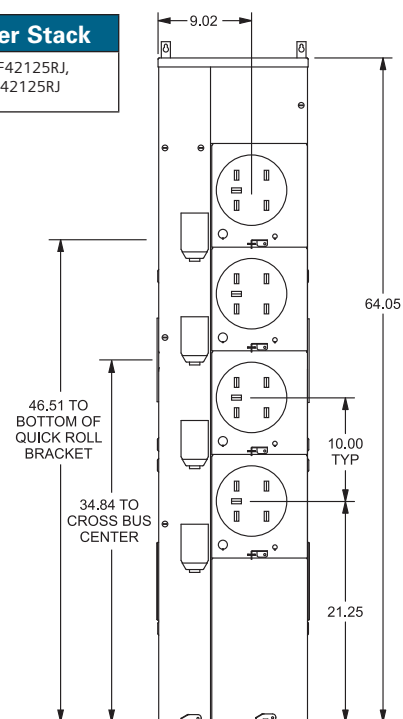 er Stack
F42125RJ,
42125RJ
9.02
64.05
46.51 TO
BOTTOM OF
QUICK ROLL
BRACKET
34.84 TO
CROSS BUS
CENTER
10.00
TYP
21.25